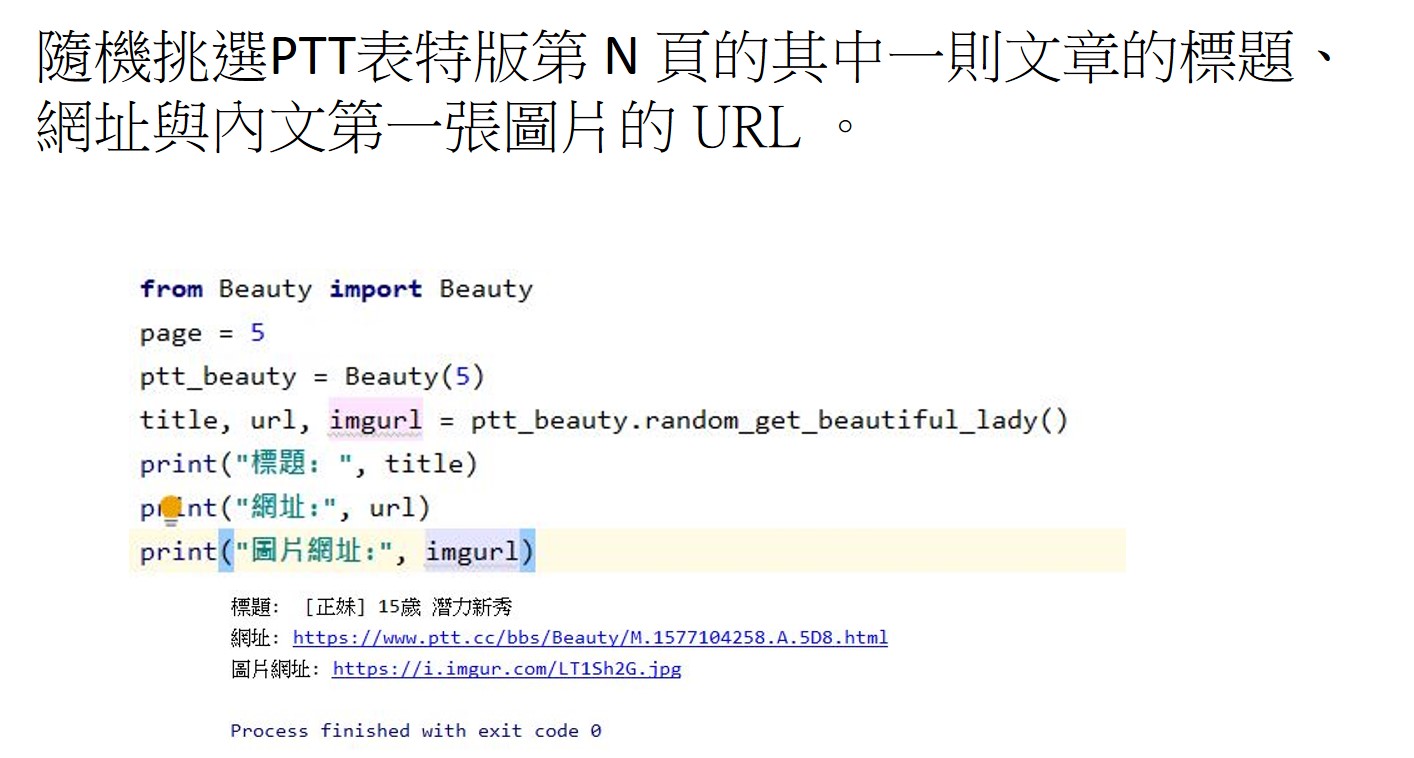 隨機挑選PTT表特版第 N 頁的其中一則文章的標題、
網址與內文第一張圖片的 URL 。
from Beauty import Beauty
page = 5
ptt_beauty = Beauty(5)
title, url, imgurl = ptt_beauty.random_get_beautiful_lady()
print("標題: ", title)
print("網址:", url)
print("圖片網址:", imgurl)
標題:  [正妹] 15歲 潛力新秀
網址: https://www.ptt.cc/bbs/Beauty/M.1577104258.A.5D8.html
圖片網址: https://i.imgur.com/LT1Sh2G.jpg
Process finished with exit code 0